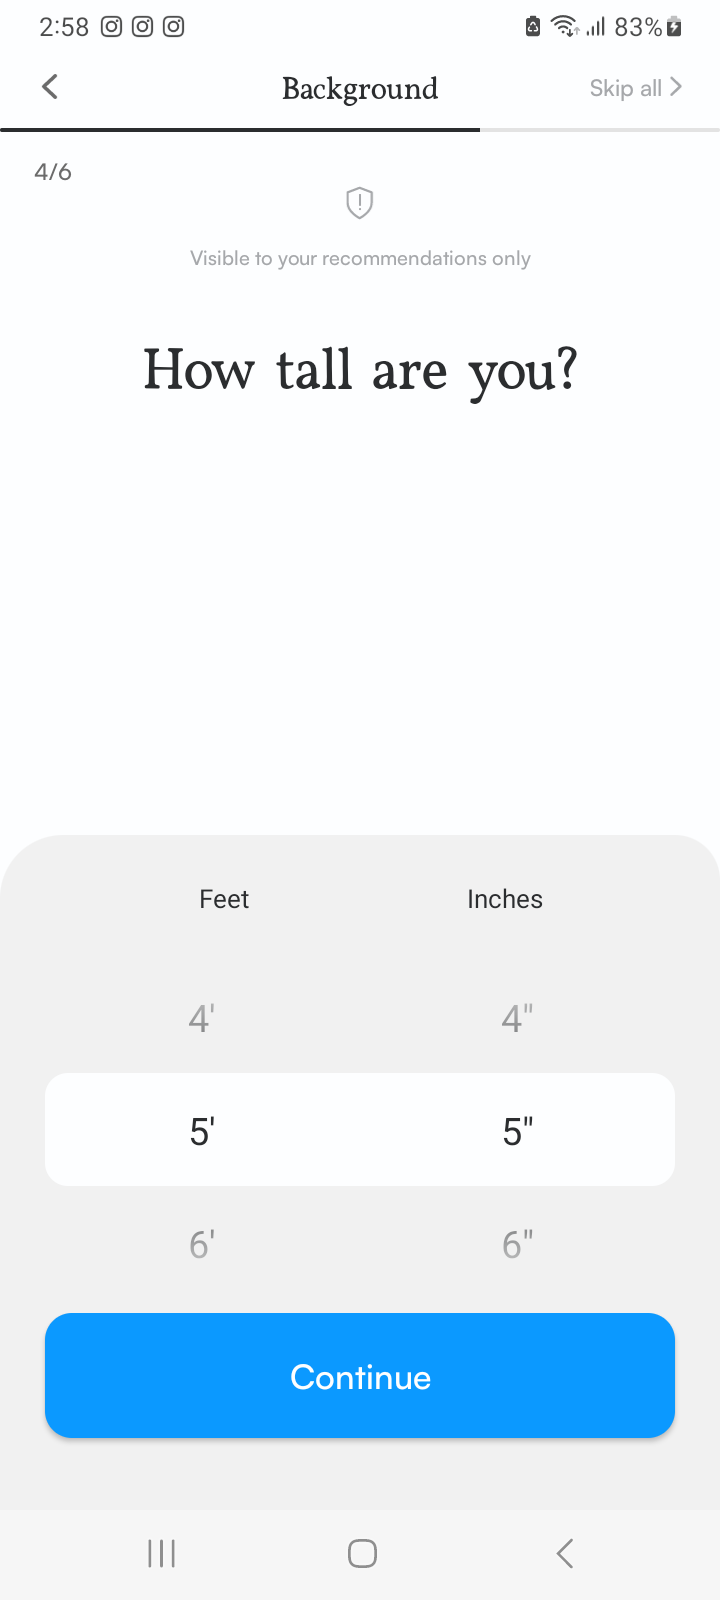 2:58 83%
Background Skip all
4/6
Visible to your recommendations only
How tall are you?
Feet Inches
4' 4"
5' 5"
6' 6"
Continue